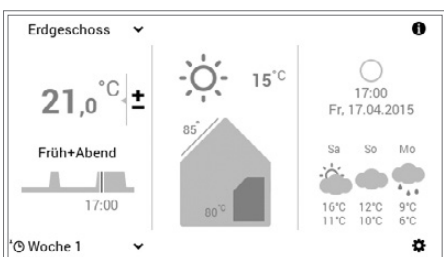 Erdgeschoss
21,0 °C ±
Früh+Abend
17:00
Woche 1
15°C
85°
80°C
17:00
Fr, 17.04.2015
Sa So Mo
16°C 12°C 9°C
11°C 10°C 6°C